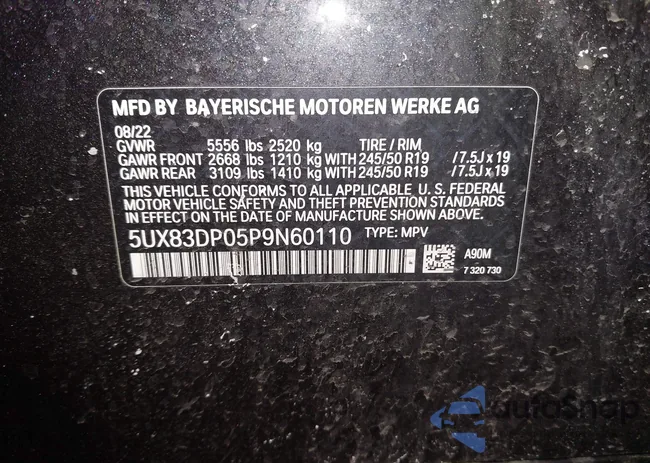 MFD BY BAYERISCHE MOTOREN WERKE AG
08/22
GVWR 5556 lbs 2520 kg TIRE / RIM
GAWR FRONT 2668 lbs 1210 kg WITH 245/50 R19 /7.5J x 19
GAWR REAR 3109 lbs 1410 kg WITH 245/50 R19 /7.5J x 19
THIS VEHICLE CONFORMS TO ALL APPLICABLE U. S. FEDERAL
MOTOR VEHICLE SAFETY AND THEFT PREVENTION STANDARDS
IN EFFECT ON THE DATE OF MANUFACTURE SHOWN ABOVE.
5UX83DP05P9N60110 TYPE: MPV
A90M
7 320 730
autoSnap